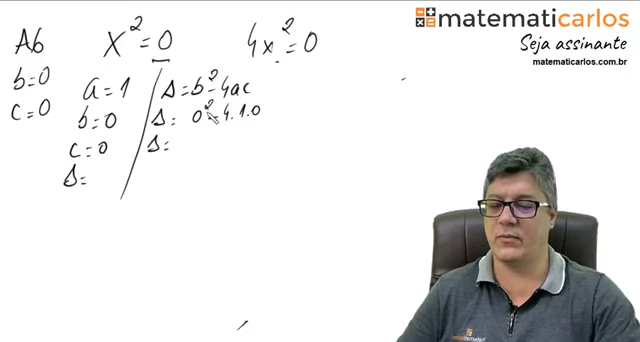 matematicarlos
Seja assinante
matematicarlos.com.br
Ab
b=0
c=0
x²=0
4x²=0
a=1
b=0
c=0
Δ=
Δ=b²-4ac
Δ= 0²-4.1.0
Δ=